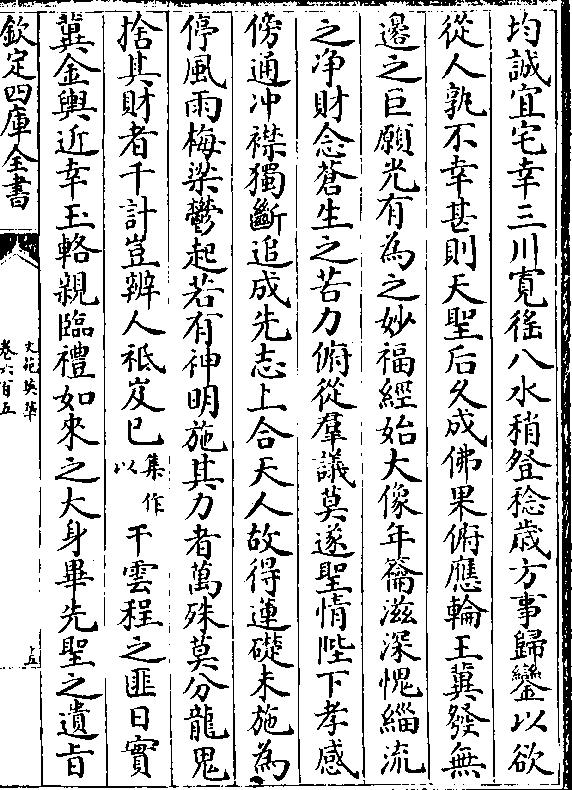 均誠宜宅幸三川寛徭八水稍登稔歳方事歸鑾以欲
從人孰不幸甚則天聖后久成佛果俯應輪王冀發無
邉之巨願光有為之妙福經始大像年籥滋深愧緇流
之净財念蒼生之苦力俯從羣議莫遂聖情陛下孝感
傍通冲襟獨斷追成先志上合天人故得蓮礎未施為
停風雨梅梁鬱起若有神明施其力者萬殊莫分龍鬼
捨其財者千計豈辨人祗岌已集作以干雲程之匪日實
冀金輿近幸玉輅親臨禮如來之大身畢先聖之遺旨
欽定四庫全書
文苑英華
卷六百五
十五